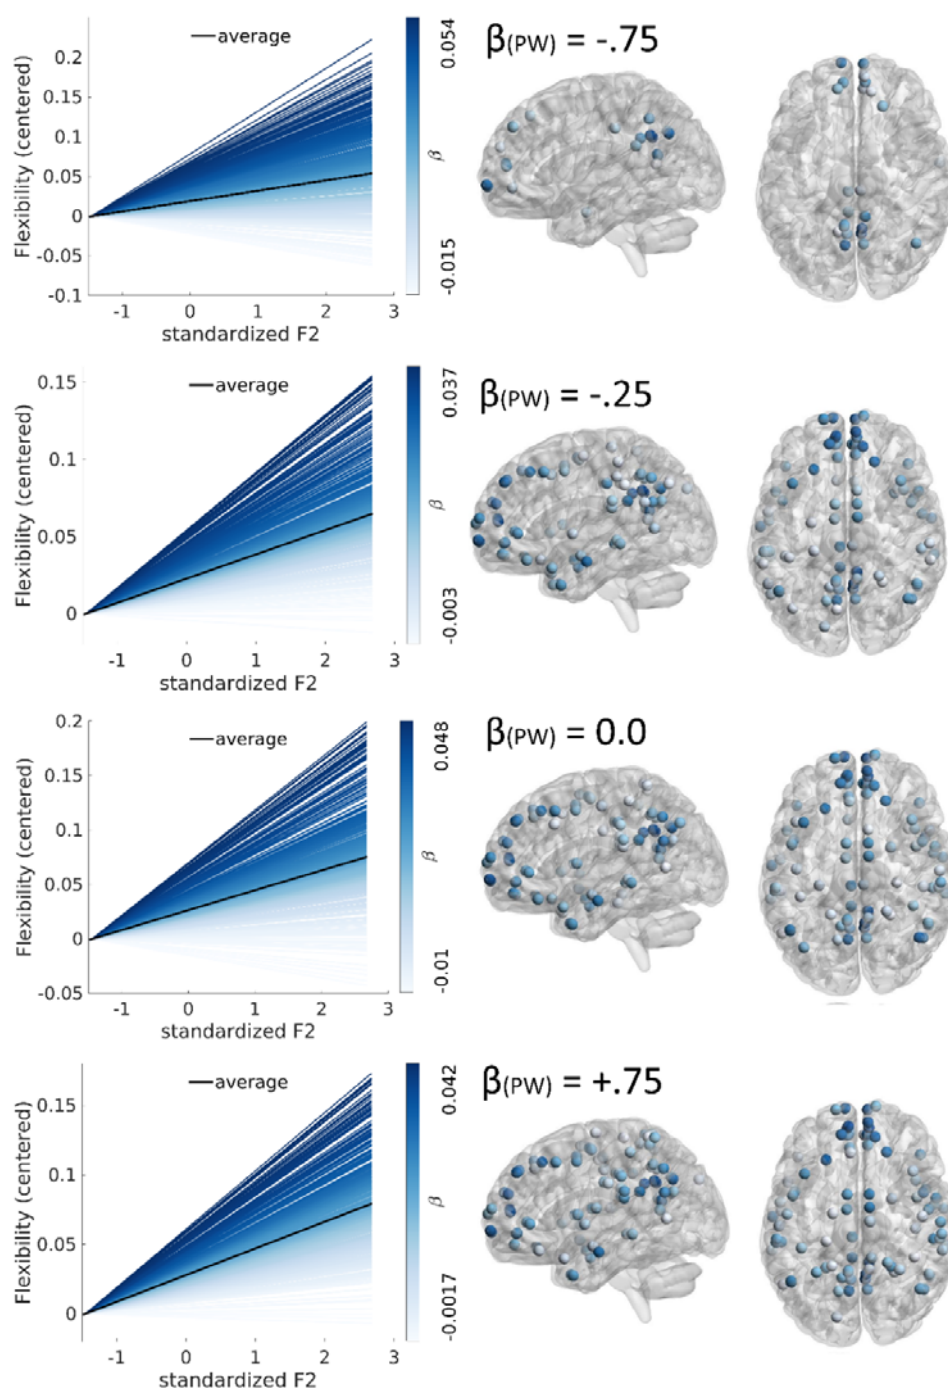 average
β(PW) = -.75
0.2
0.15
0.1
0.05
0
-0.05
-0.1
Flexibility (centered)
-1 0 1 2 3
standardized F2
0.054
β
-0.015
average
β(PW) = -.25
0.15
0.1
0.05
0
Flexibility (centered)
-1 0 1 2 3
standardized F2
0.037
β
-0.003
average
β(PW) = 0.0
0.2
0.15
0.1
0.05
0
-0.05
Flexibility (centered)
-1 0 1 2 3
standardized F2
0.048
β
-0.01
average
β(PW) = +.75
0.15
0.1
0.05
0
Flexibility (centered)
-1 0 1 2 3
standardized F2
0.042
β
-0.0017